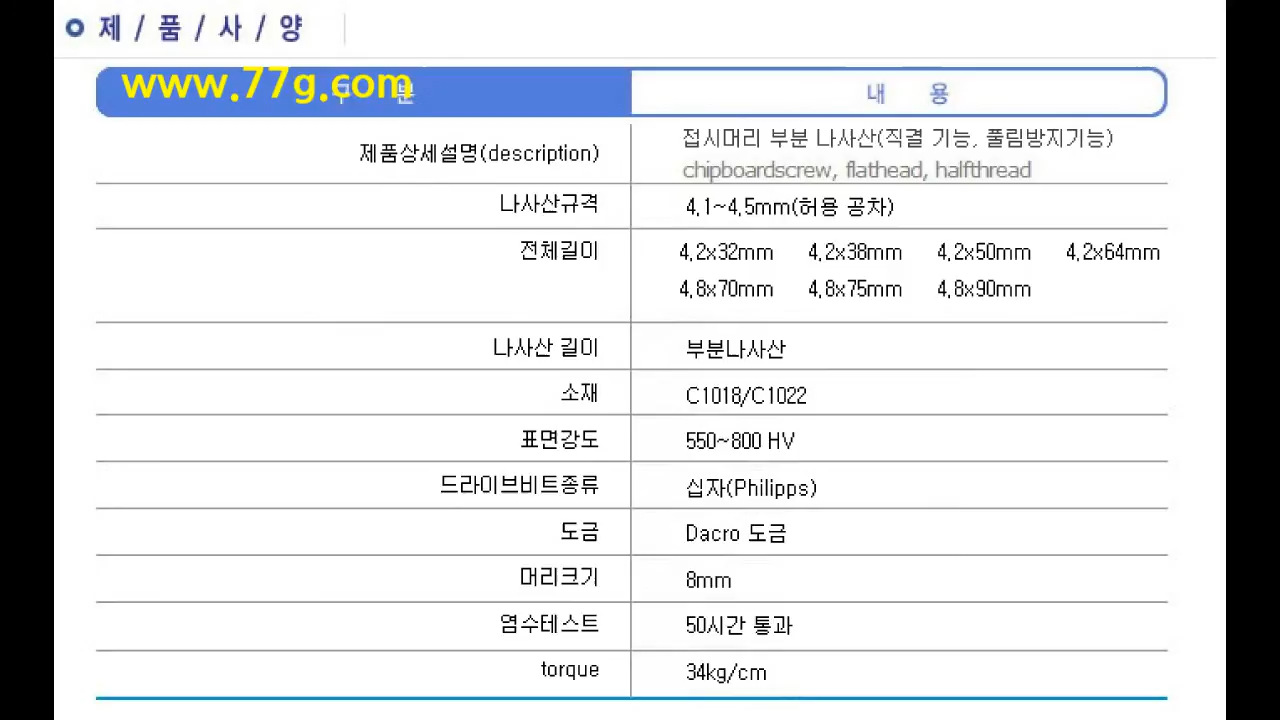 제/품/사/양
www.77g.com
구 분 내 용
제품상세설명(description) 접시머리 부분 나사산(직결 기능, 풀림방지기능)
chipboardscrew, flathead, halfthread
나사산규격 4.1~4.5mm(허용 공차)
전체길이 4.2x32mm 4.2x38mm 4.2x50mm 4.2x64mm
4.8x70mm 4.8x75mm 4.8x90mm
나사산 길이 부분나사산
소재 C1018/C1022
표면강도 550~800 HV
드라이브비트종류 십자(Philipps)
도금 Dacro 도금
머리크기 8mm
염수테스트 50시간 통과
torque 34kg/cm